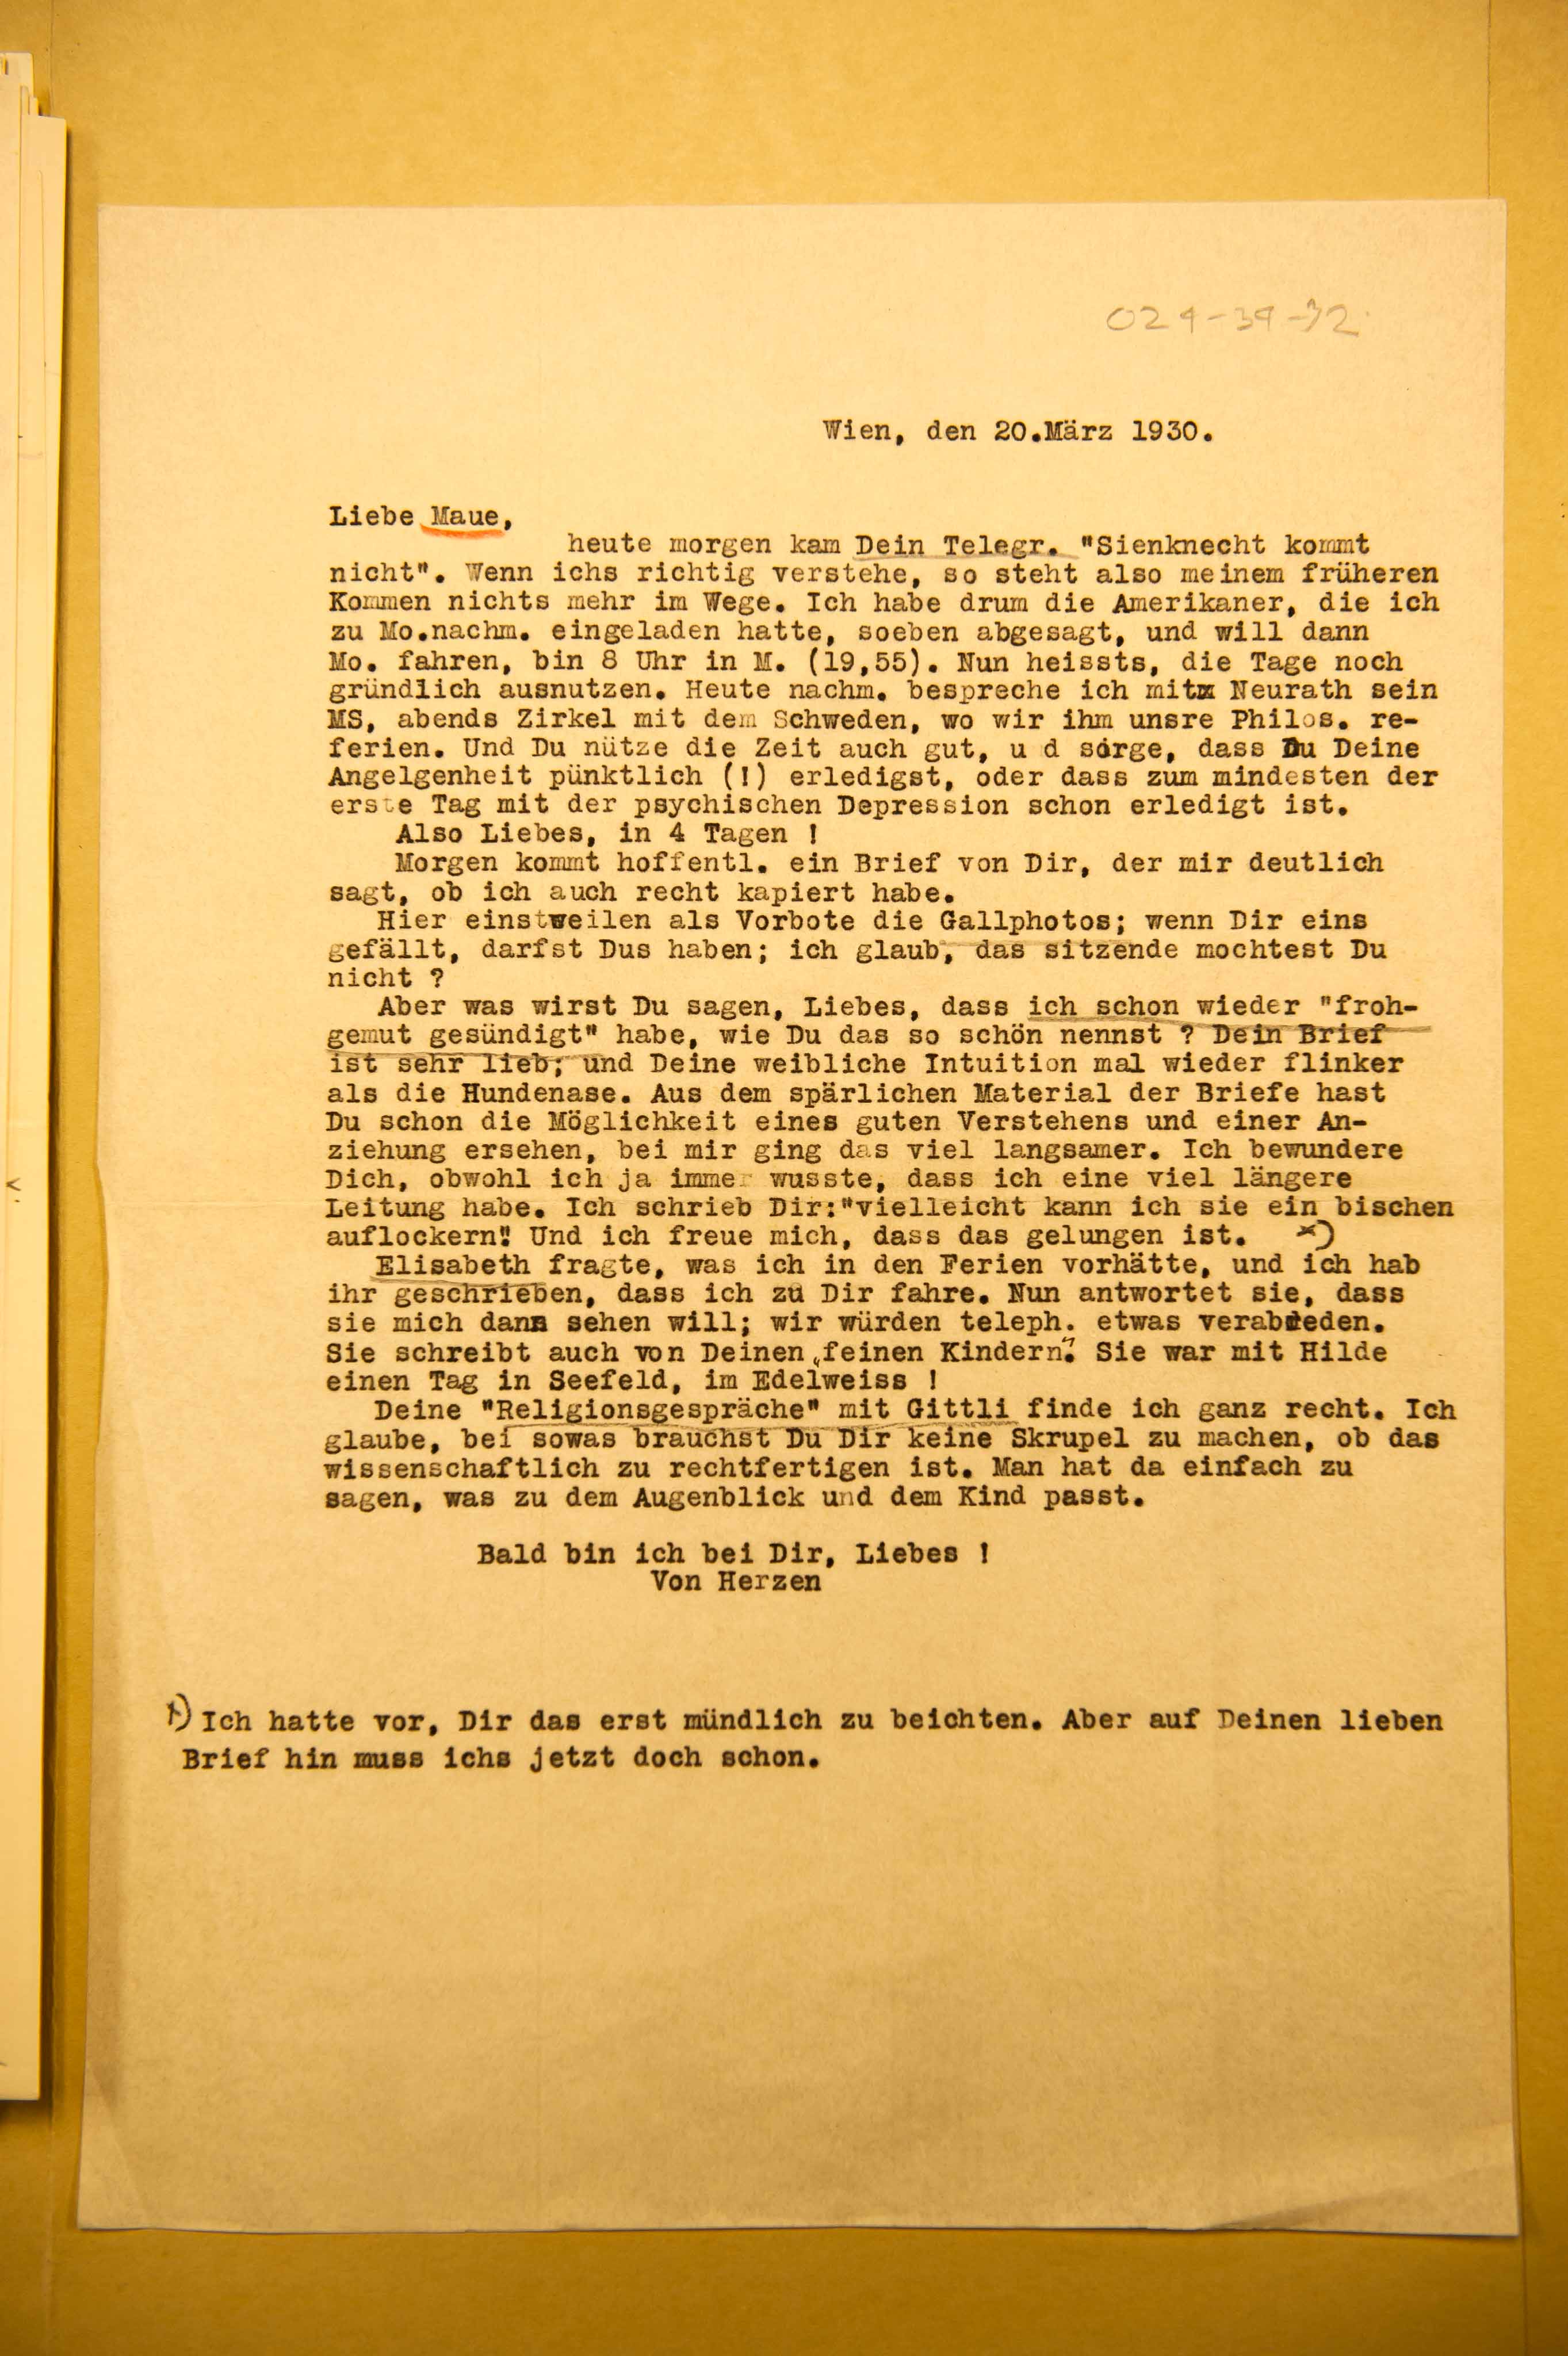 029-39-32
Wien, den 20.März 1930.
Liebe Maue,
heute morgen kam Dein Telegr. "Sienknecht kommt
nicht". Wenn ichs richtig verstehe, so steht also meinem früheren
Kommen nichts mehr im Wege. Ich habe drum die Amerikaner, die ich
zu Mo.nachm. eingeladen hatte, soeben abgesagt, und will dann
Mo. fahren, bin 8 Uhr in M. (19,55). Nun heissts, die Tage noch
gründlich ausnutzen. Heute nachm. bespreche ich mit Neurath sein
MS, abends Zirkel mit dem Schweden, wo wir ihm unsre Philos. re-
ferien. Und Du nütze die Zeit auch gut, u d sorge, dass Du Deine
Angelgenheit pünktlich (!) erledigst, oder dass zum mindesten der
erste Tag mit der psychischen Depression schon erledigt ist.
Also Liebes, in 4 Tagen !
Morgen kommt hoffentl. ein Brief von Dir, der mir deutlich
sagt, ob ich auch recht kapiert habe.
Hier einstweilen als Vorbote die Gallphotos; wenn Dir eins
gefällt, darfst Dus haben; ich glaub, das sitzende mochtest Du
nicht ?
Aber was wirst Du sagen, Liebes, dass ich schon wieder "froh-
gemut gesündigt" habe, wie Du das so schön nennst ? Dein Brief
ist sehr lieb; und Deine weibliche Intuition mal wieder flinker
als die Hundenase. Aus dem spärlichen Material der Briefe hast
Du schon die Möglichkeit eines guten Verstehens und einer An-
ziehung ersehen, bei mir ging das viel langsamer. Ich bewundere
Dich, obwohl ich ja immer wusste, dass ich eine viel längere
Leitung habe. Ich schrieb Dir:"vielleicht kann ich sie ein bischen
auflockern". Und ich freue mich, dass das gelungen ist. *)
Elisabeth fragte, was ich in den Ferien vorhätte, und ich hab
ihr geschrieben, dass ich zu Dir fahre. Nun antwortet sie, dass
sie mich dann sehen will; wir würden teleph. etwas verabreden.
Sie schreibt auch von Deinen „feinen Kindern". Sie war mit Hilde
einen Tag in Seefeld, im Edelweiss !
Deine "Religionsgespräche" mit Gittli finde ich ganz recht. Ich
glaube, bei sowas brauchst Du Dir keine Skrupel zu machen, ob das
wissenschaftlich zu rechtfertigen ist. Man hat da einfach zu
sagen, was zu dem Augenblick und dem Kind passt.
Bald bin ich bei Dir, Liebes !
Von Herzen
*) Ich hatte vor, Dir das erst mündlich zu beichten. Aber auf Deinen lieben
Brief hin muss ichs jetzt doch schon.